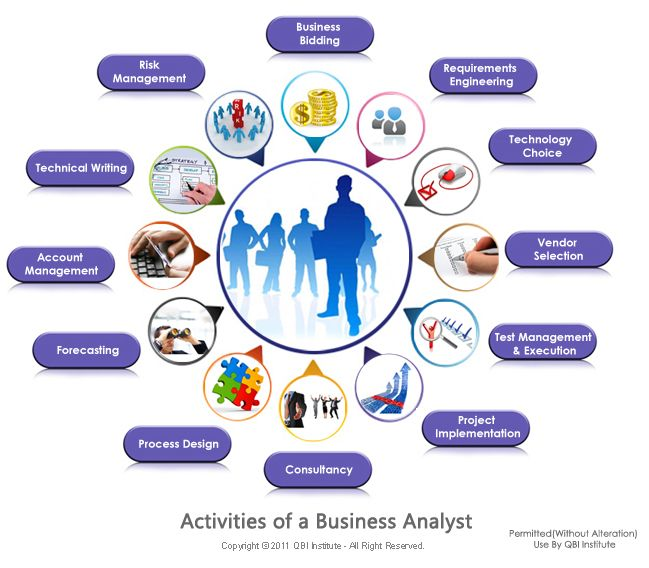 Business
Bidding
Risk
Management
Requirements
Engineering
Technology
Choice
Technical Writing
STRATEGY
Vendor
Selection
Account
Management
Test Management
& Execution
Forecasting
Project
Implementation
Process Design
Consultancy
Activities of a Business Analyst
Copyright © 2011 QBI Institute - All Right Reserved.
Permitted(Without Alteration)
Use By QBI Institute